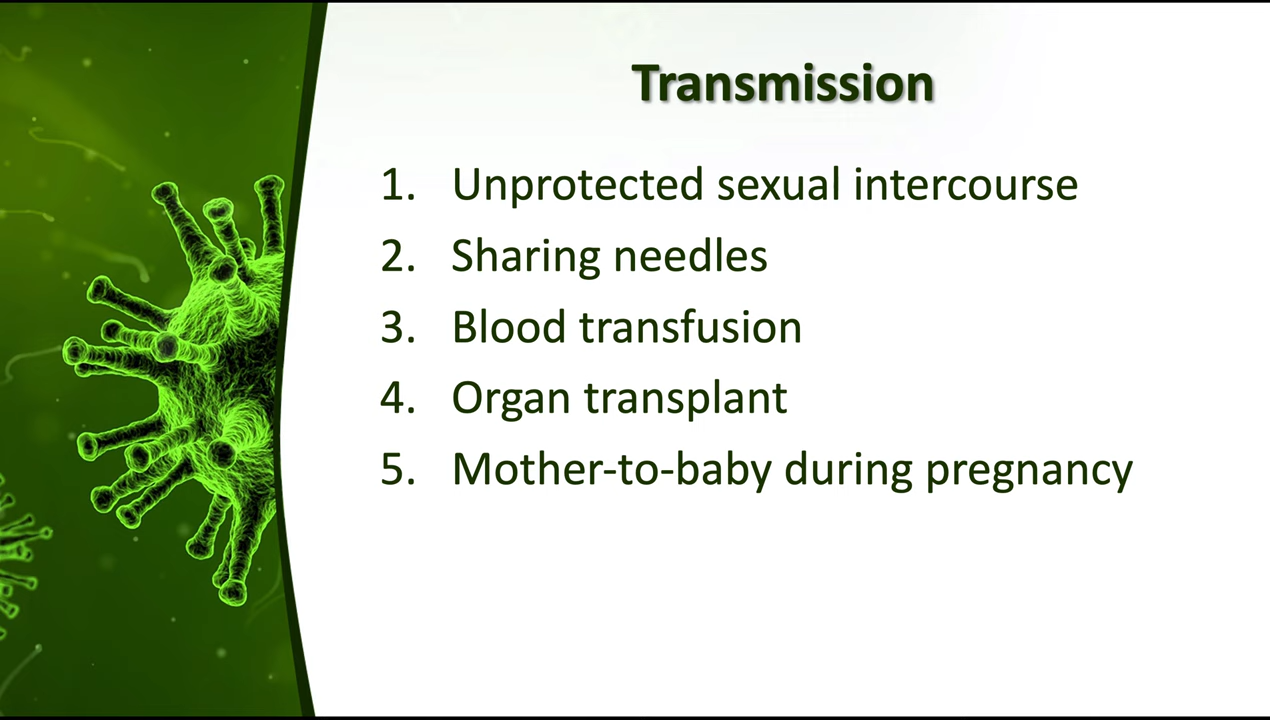 Transmission
1. Unprotected sexual intercourse
2. Sharing needles
3. Blood transfusion
4. Organ transplant
5. Mother-to-baby during pregnancy